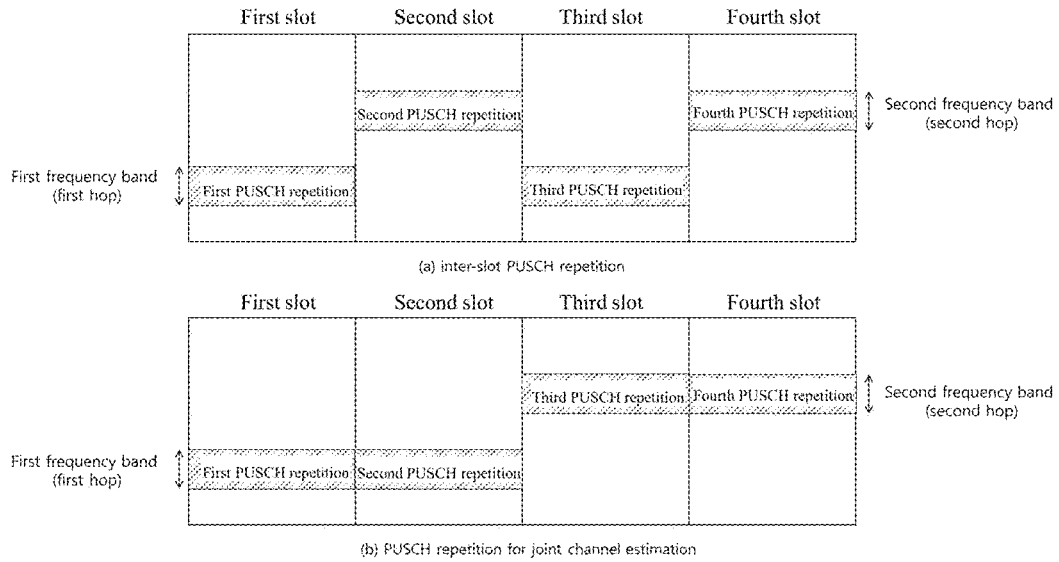 First slot Second slot Third slot Fourth slot
Second PUSCH repetition Fourth PUSCH repetition
Second frequency band
(second hop)
First frequency band
(first hop)
First PUSCH repetition Third PUSCH repetition
(a) inter-slot PUSCH repetition
First slot Second slot Third slot Fourth slot
Third PUSCH repetition Fourth PUSCH repetition
Second frequency band
(second hop)
First frequency band
(first hop)
First PUSCH repetition Second PUSCH repetition
(b) PUSCH repetition for joint channel estimation